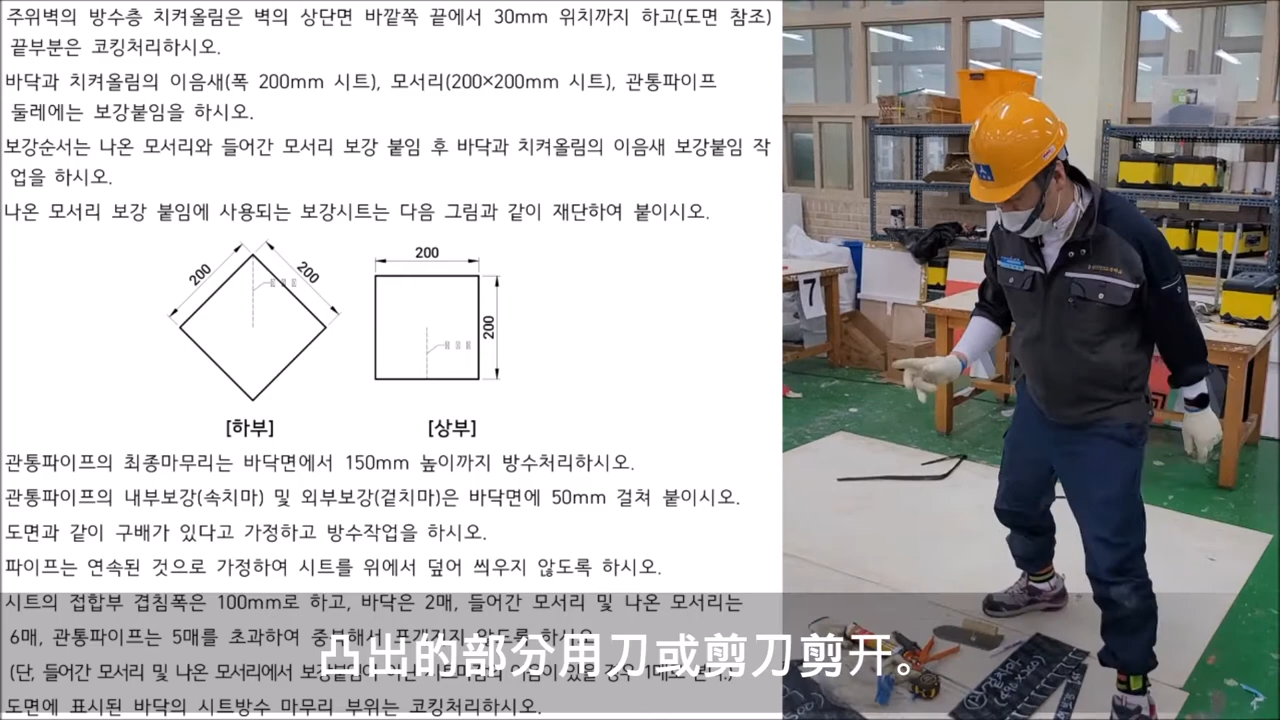 주위벽의 방수층 치켜올림은 벽의 상단면 바깥쪽 끝에서 30mm 위치까지 하고(도면 참조)
끝부분은 코킹처리하시오.
바닥과 치켜올림의 이음새(폭 200mm 시트), 모서리(200×200mm 시트), 관통파이프
둘레에는 보강붙임을 하시오.
보강순서는 나온 모서리와 들어간 모서리 보강 붙임 후 바닥과 치켜올림의 이음새 보강붙임 작
업을 하시오.
나온 모서리 보강 붙임에 사용되는 보강시트는 다음 그림과 같이 재단하여 붙이시오.
200
200
200
200
[하부]
[상부]
관통파이프의 최종마무리는 바닥면에서 150mm 높이까지 방수처리하시오.
관통파이프의 내부보강(속치마) 및 외부보강(겉치마)은 바닥면에 50mm 걸쳐 붙이시오.
도면과 같이 구배가 있다고 가정하고 방수작업을 하시오.
파이프는 연속된 것으로 가정하여 시트를 위에서 덮어 씌우지 않도록 하시오.
시트의 접합부 겹침폭은 100mm로 하고, 바닥은 2매, 들어간 모서리 및 나온 모서리는
6매, 관통파이프는 5매를 초과하여
(단, 들어간 모서리 및 나온 모서리에서
도면에 표시된 바닥의 시트방수 마무리 부위는 코킹처리하시오.
凸出的部分用刀或剪刀剪开。
7